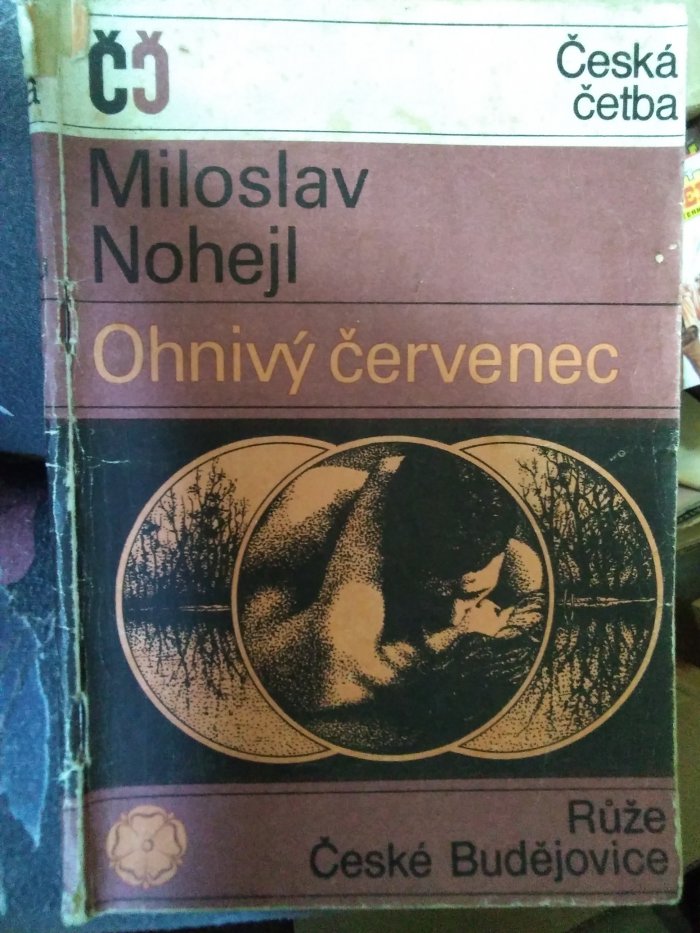 ČČ
Česká
četba
a
Miloslav
Nohejl
Ohnivý červenec
Růže
České Budějovice